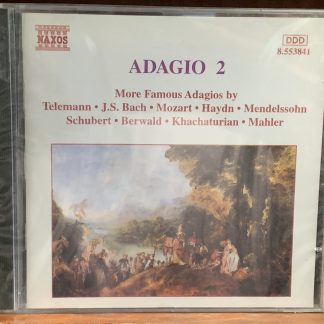 NAXOS
DDD
8.553841
ADAGIO 2
More Famous Adagios by
Telemann • J.S. Bach • Mozart • Haydn • Mendelssohn
Schubert • Berwald • Khachaturian • Mahler